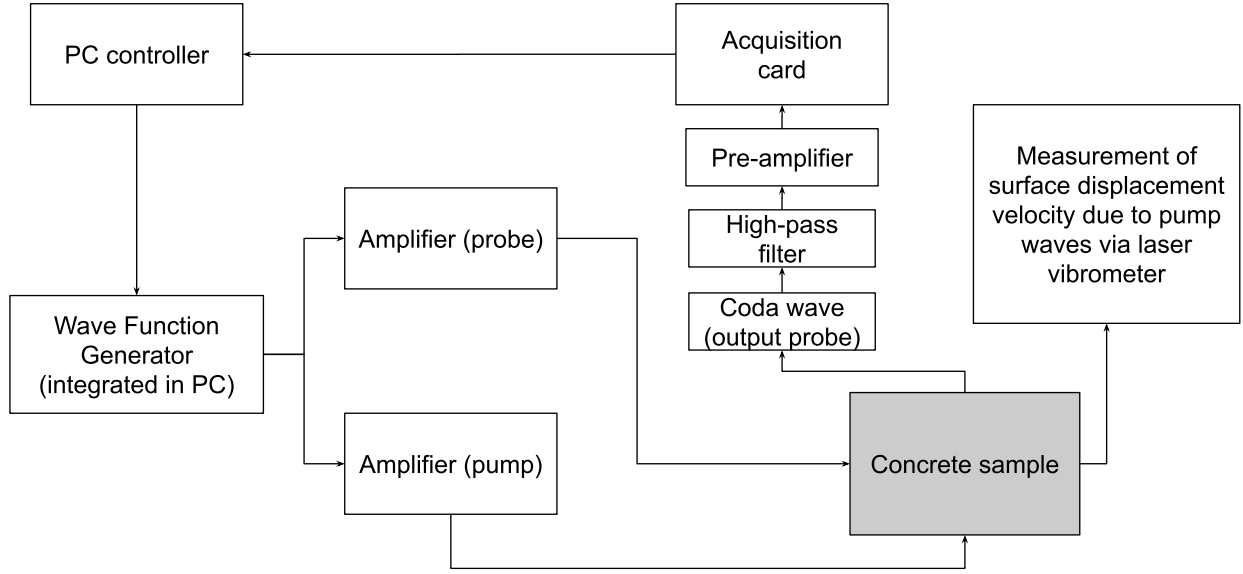 PC controller
Acquisition
card
Pre-amplifier
High-pass
filter
Coda wave
(output probe)
Measurement of
surface displacement
velocity due to pump
waves via laser
vibrometer
Amplifier (probe)
Wave Function
Generator
(integrated in PC)
Amplifier (pump)
Concrete sample